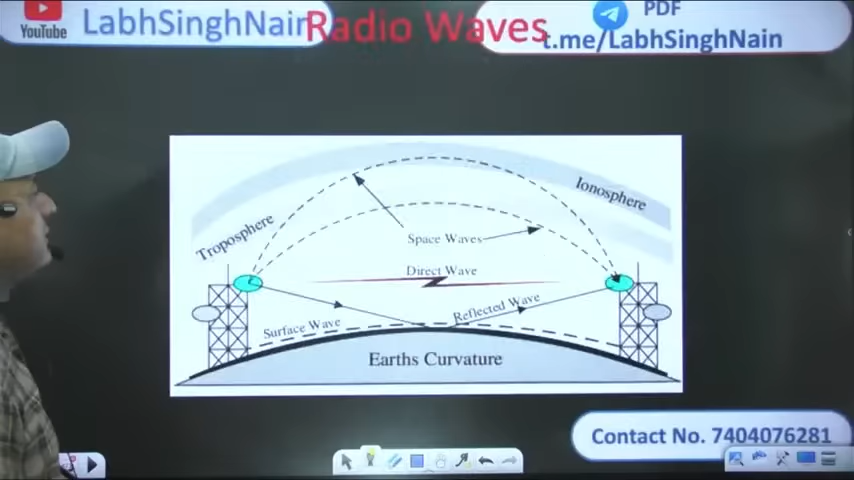 YouTube
LabhSinghNain
Radio Waves
PDF
t.me/LabhSinghNain
Ionosphere
Troposphere
Space Waves
Direct Wave
Reflected Wave
Surface Wave
Earths Curvature
Contact No. 7404076281